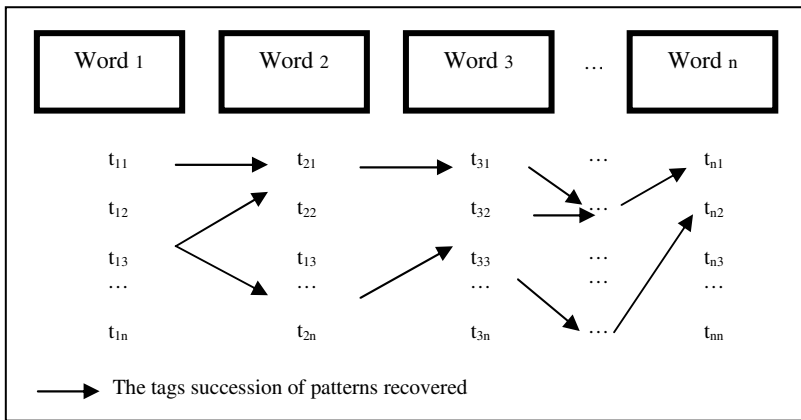 Word 1 Word 2 Word 3 … Word n
t11 t21 t31 … tn1
t12 t22 t32 … tn2
t13 t13 t33 … tn3
… … … … …
t1n t2n t3n … tnn
The tags succession of patterns recovered